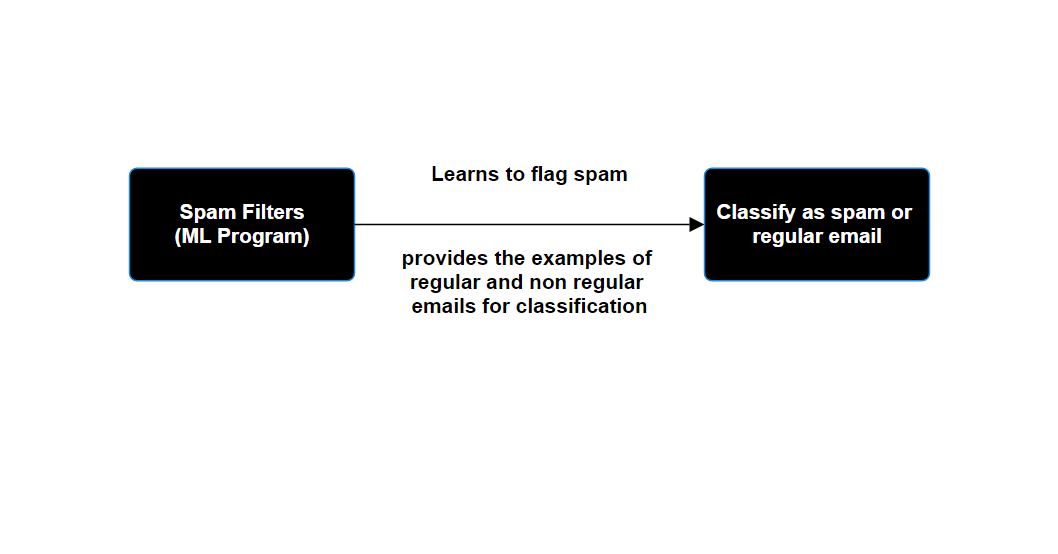 Learns to flag spam
Spam Filters
(ML Program)
Classify as spam or
regular email
provides the examples of
regular and non regular
emails for classification